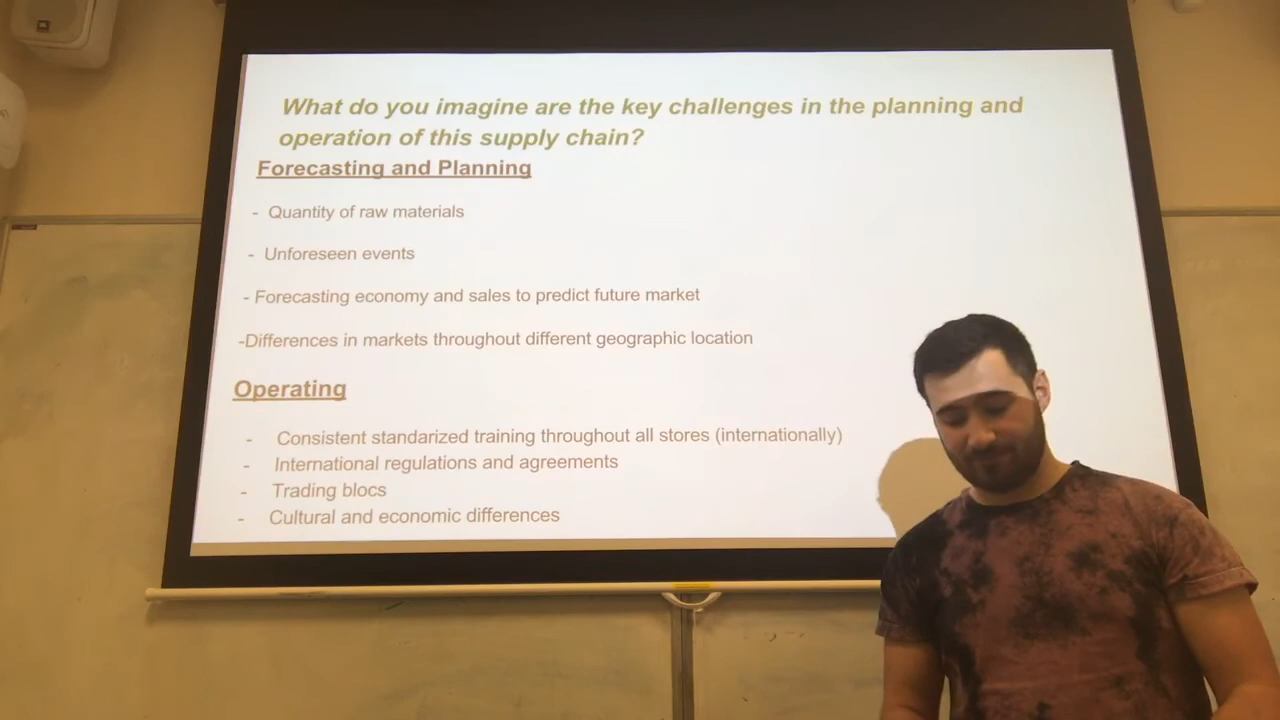 What do you imagine are the key challenges in the planning and
operation of this supply chain?
Forecasting and Planning
- Quantity of raw materials
- Unforeseen events
- Forecasting economy and sales to predict future market
-Differences in markets throughout different geographic location
Operating
- Consistent standarized training throughout all stores (internationally)
- International regulations and agreements
- Trading blocs
- Cultural and economic differences